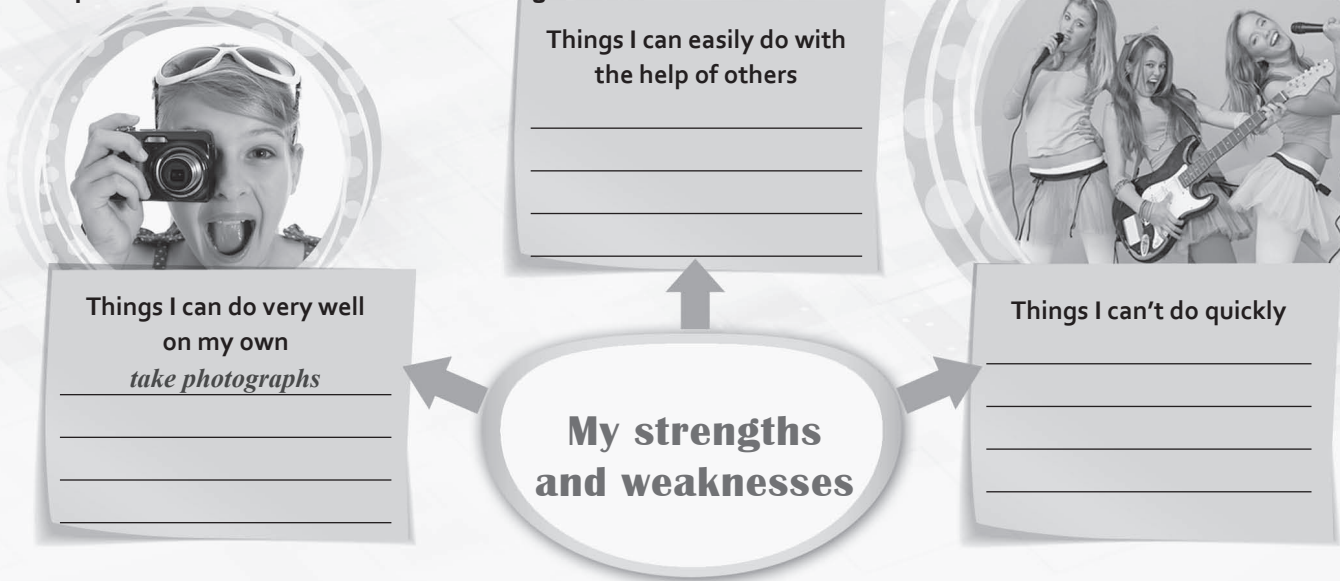 Things I can easily do with
the help of others
Things I can do very well
on my own
take photographs
Things I can't do quickly
My strengths
and weaknesses